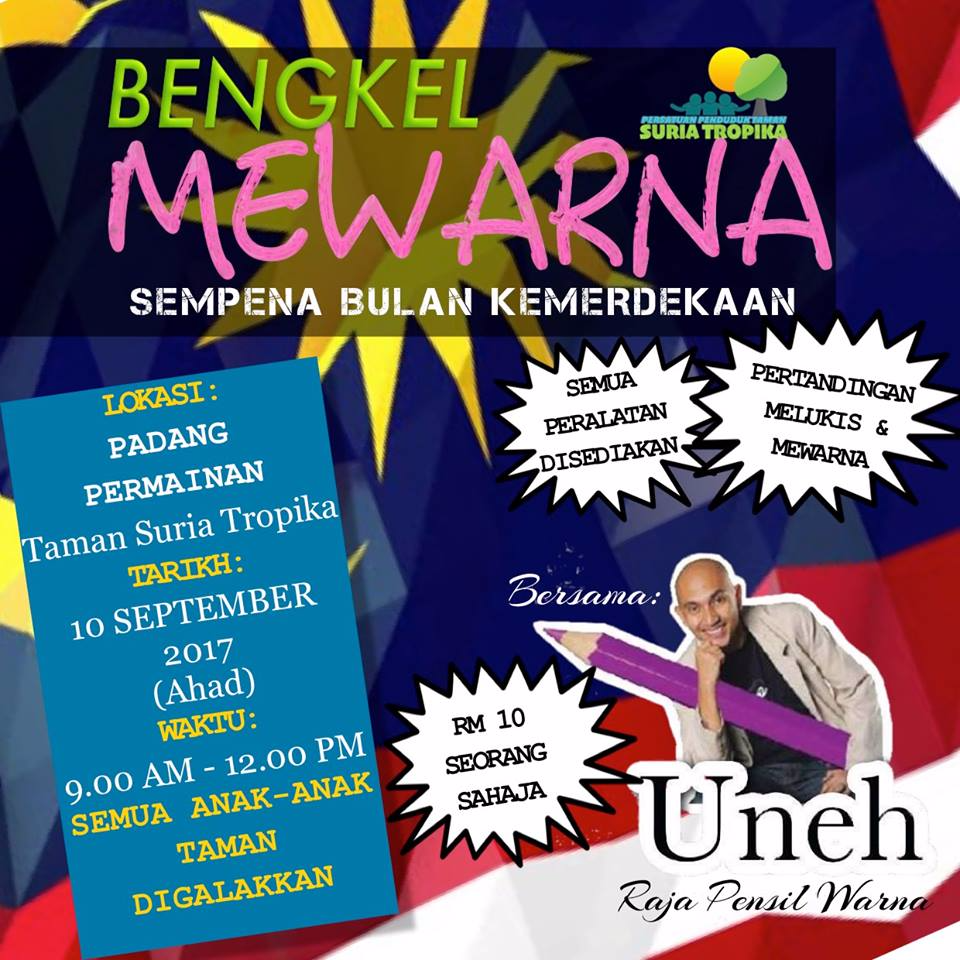 BENGKEL
PERSATUAN PENDUDUK TAMAN
SURIA TROPIKA
MEWARNA
SEMPENA BULAN KEMERDEKAAN
LOKASI:
PADANG
PERMAINAN
Taman Suria Tropika
TARIKH:
10 SEPTEMBER
2017
(Ahad)
WAKTU:
9.00 AM - 12.00 PM
SEMUA ANAK-ANAK
TAMAN
DIGALAKKAN
SEMUA
PERALATAN
DISEDIAKAN
PERTANDINGAN
MELUKIS &
MEWARNA
Bersama:
RM 10
SEORANG
SAHAJA
Uneh
Raja Pensil Warna